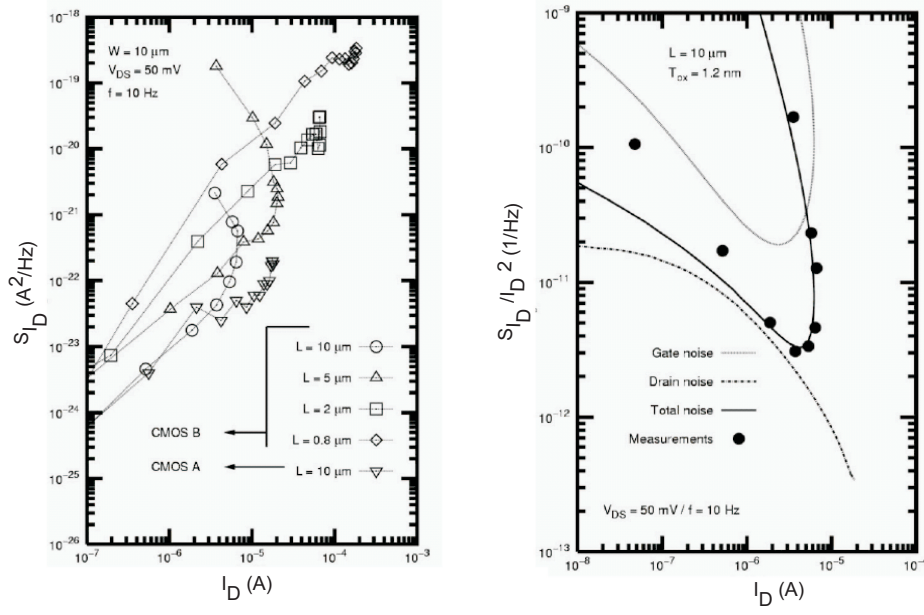 10⁻¹⁸
10⁻¹⁹
10⁻²⁰
10⁻²¹
10⁻²²
10⁻²³
10⁻²⁴
10⁻²⁵
10⁻²⁶
S_I_D (A²/Hz)
W = 10 µm
V_DS = 50 mV
f = 10 Hz
L = 10 µm
L = 5 µm
L = 2 µm
L = 0.8 µm
L = 10 µm
CMOS B
CMOS A
10⁻⁷ 10⁻⁶ 10⁻⁵ 10⁻⁴ 10⁻³
I_D (A)
10⁻⁹
10⁻¹⁰
10⁻¹¹
10⁻¹²
10⁻¹³
S_I_D /I_D² (1/Hz)
L = 10 µm
T_ox = 1.2 nm
Gate noise
Drain noise
Total noise
Measurements
V_DS = 50 mV / f = 10 Hz
10⁻⁸ 10⁻⁷ 10⁻⁶ 10⁻⁵
I_D (A)